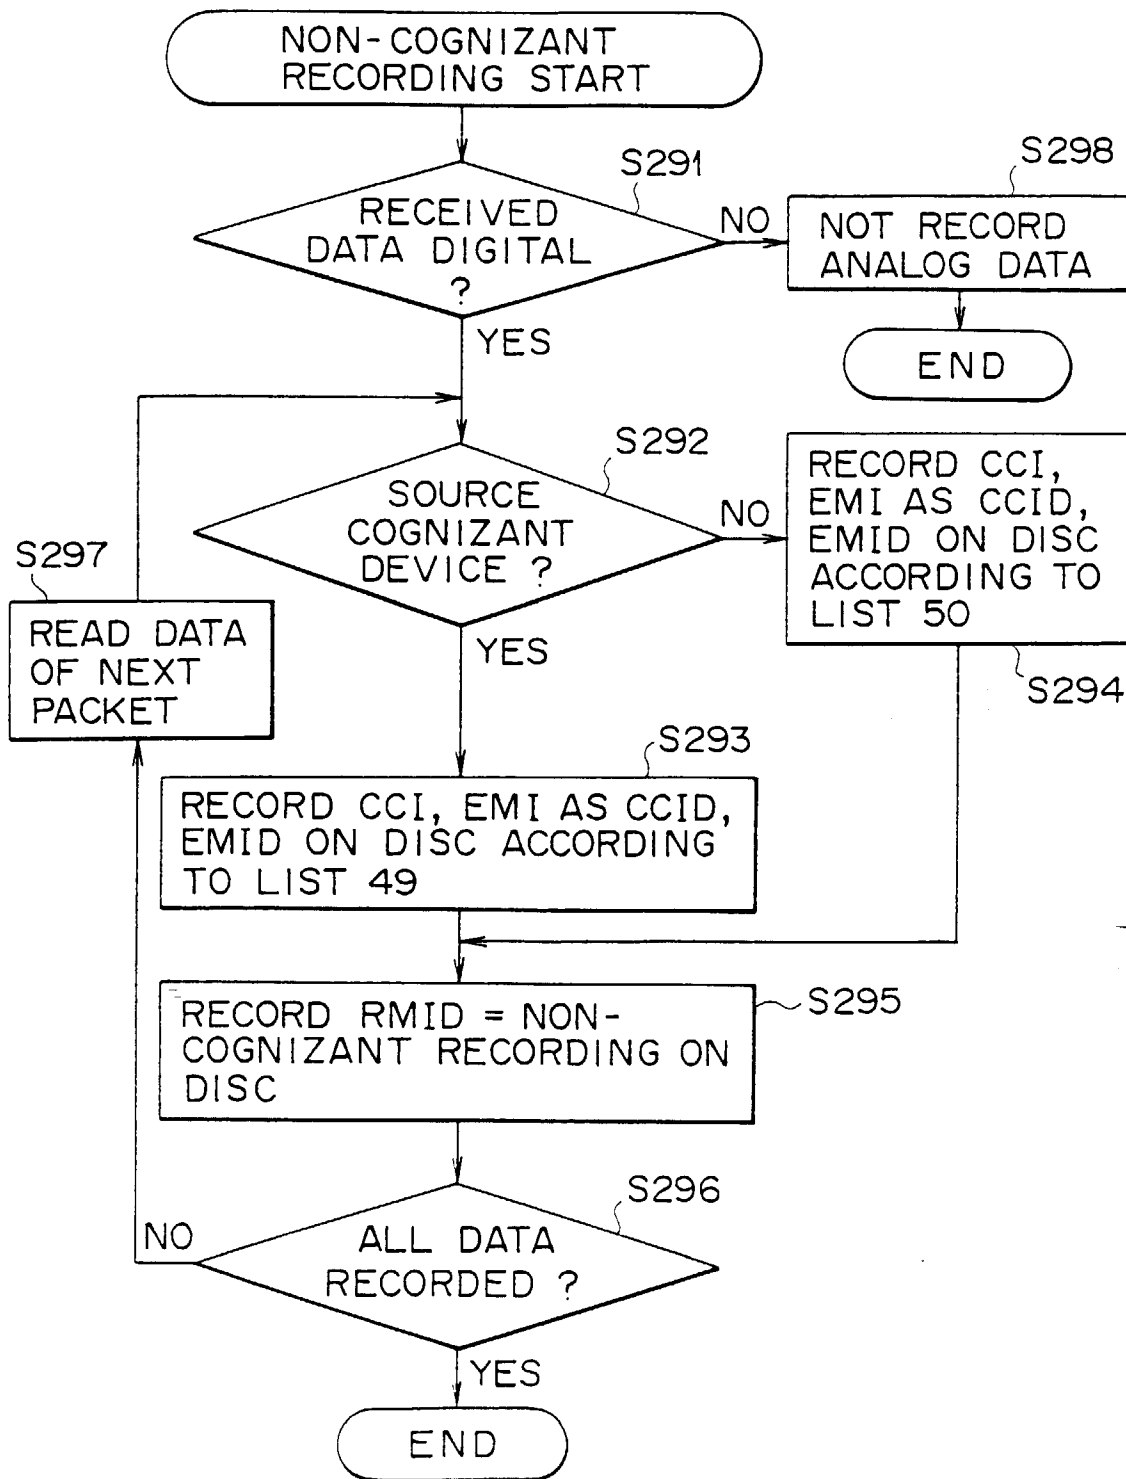 NON-COGNIZANT
RECORDING START
S291
RECEIVED
DATA DIGITAL
?
NO
S298
NOT RECORD
ANALOG DATA
END
YES
S292
SOURCE
COGNIZANT
DEVICE ?
NO
RECORD CCI,
EMI AS CCID,
EMID ON DISC
ACCORDING TO
LIST 50
S294
S297
READ DATA
OF NEXT
PACKET
YES
S293
RECORD CCI, EMI AS CCID,
EMID ON DISC ACCORDING
TO LIST 49
S295
RECORD RMID = NON-
COGNIZANT RECORDING ON
DISC
S296
ALL DATA
RECORDED ?
NO
YES
END